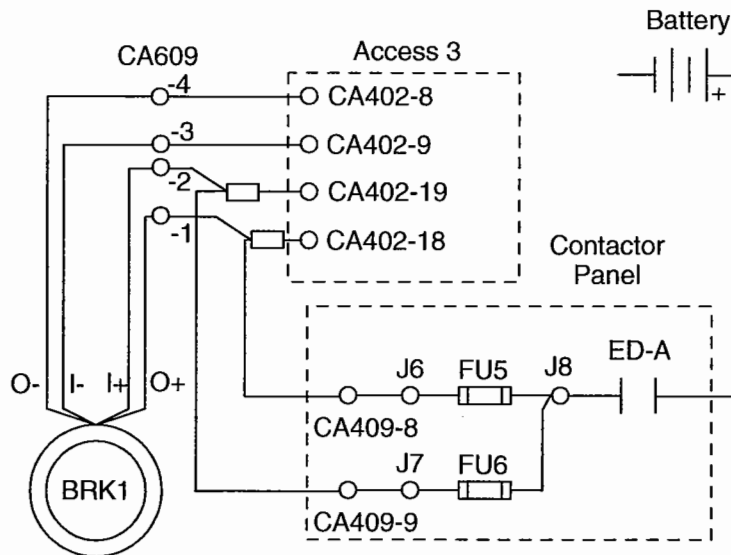 Battery
+
CA609
Access 3
-4
CA402-8
-3
CA402-9
-2
CA402-19
-1
CA402-18
Contactor
Panel
O-
I-
I+
O+
J6
FU5
J8
ED-A
CA409-8
BRK1
J7
FU6
CA409-9